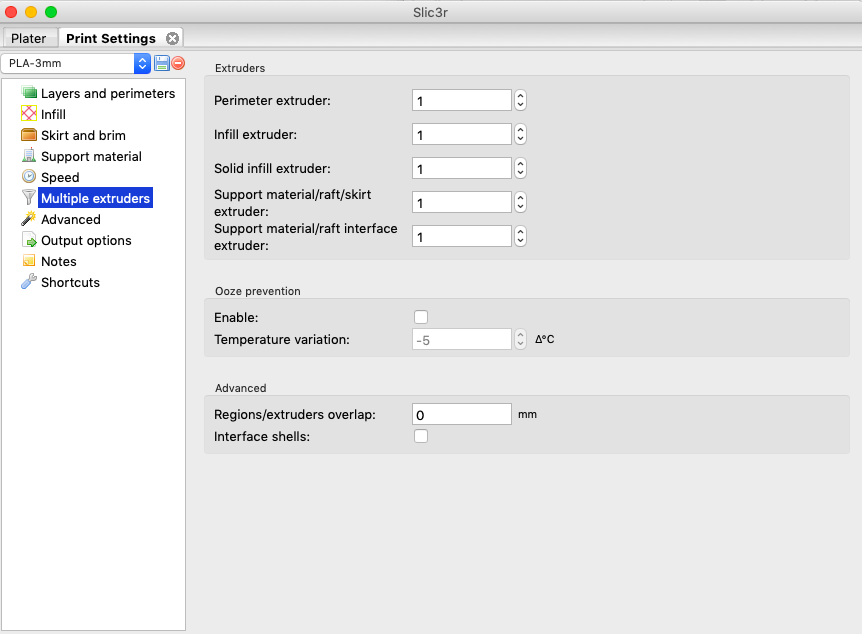 Slic3r
Plater
Print Settings
PLA-3mm
Layers and perimeters
Infill
Skirt and brim
Support material
Speed
Multiple extruders
Advanced
Output options
Notes
Shortcuts
Extruders
Perimeter extruder: 1
Infill extruder: 1
Solid infill extruder: 1
Support material/raft/skirt
extruder: 1
Support material/raft interface
extruder: 1
Ooze prevention
Enable:
Temperature variation: -5 Δ°C
Advanced
Regions/extruders overlap: 0 mm
Interface shells: